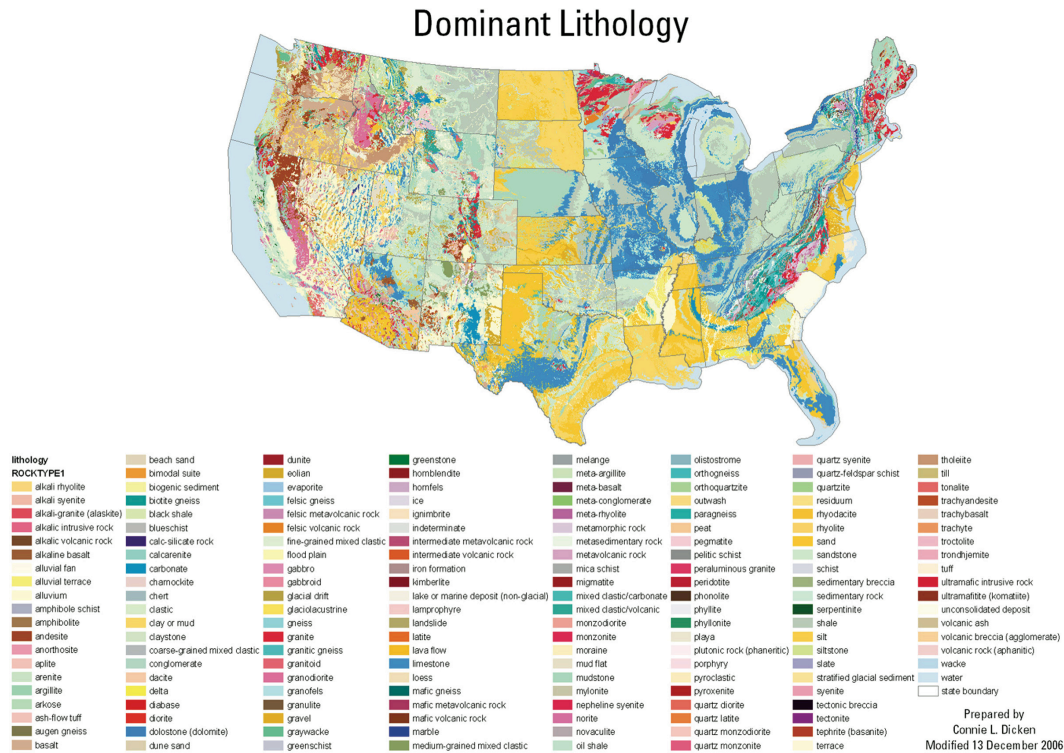 Dominant Lithology
lithology
ROCKTYPE1
alkali rhyolite
alkali syenite
alkali-granite (alaskite)
alkalic intrusive rock
alkalic volcanic rock
alkaline basalt
alluvial fan
alluvial terrace
alluvium
amphibole schist
amphibolite
andesite
anorthosite
aplite
arenite
argillite
arkose
ash-flow tuff
augen gneiss
basalt
beach sand
bimodal suite
biogenic sediment
biotite gneiss
black shale
blueschist
calc-silicate rock
calcarenite
carbonate
charnockite
chert
clastic
clay or mud
claystone
coarse-grained mixed clastic
conglomerate
dacite
delta
diabase
diorite
dolostone (dolomite)
dune sand
dunite
eolian
evaporite
felsic gneiss
felsic metavolcanic rock
felsic volcanic rock
fine-grained mixed clastic
flood plain
gabbro
gabbroid
glacial drift
glaciolacustrine
gneiss
granite
granitic gneiss
granitoid
granodiorite
granofels
granulite
gravel
graywacke
greenschist
greenstone
hornblendite
hornfels
ice
ignimbrite
indeterminate
intermediate metavolcanic rock
intermediate volcanic rock
iron formation
kimberlite
lake or marine deposit (non-glacial)
lamprophyre
landslide
latite
lava flow
limestone
loess
mafic gneiss
mafic metavolcanic rock
mafic volcanic rock
marble
medium-grained mixed clastic
melange
meta-argillite
meta-basalt
meta-conglomerate
meta-rhyolite
metamorphic rock
metasedimentary rock
metavolcanic rock
mica schist
migmatite
mixed clastic/carbonate
mixed clastic/volcanic
monzodiorite
monzonite
moraine
mud flat
mudstone
mylonite
nepheline syenite
norite
novaculite
oil shale
olistostrome
orthogneiss
orthoquartzite
outwash
paragneiss
peat
pegmatite
pelitic schist
peraluminous granite
peridotite
phonolite
phyllite
phyllonite
playa
plutonic rock (phaneritic)
porphyry
pyroclastic
pyroxenite
quartz diorite
quartz latite
quartz monzodiorite
quartz monzonite
quartz syenite
quartz-feldspar schist
quartzite
residuum
rhyodacite
rhyolite
sand
sandstone
schist
sedimentary breccia
sedimentary rock
serpentinite
shale
silt
siltstone
slate
stratified glacial sediment
syenite
tectonic breccia
tectonite
tephrite (basanite)
terrace
tholeiite
till
tonalite
trachyandesite
trachybasalt
trachyte
troctolite
trondhjemite
tuff
ultramafic intrusive rock
ultramafitite (komatiite)
unconsolidated deposit
volcanic ash
volcanic breccia (agglomerate)
volcanic rock (aphanitic)
wacke
water
state boundary
Prepared by
Connie L. Dicken
Modified 13 December 2006